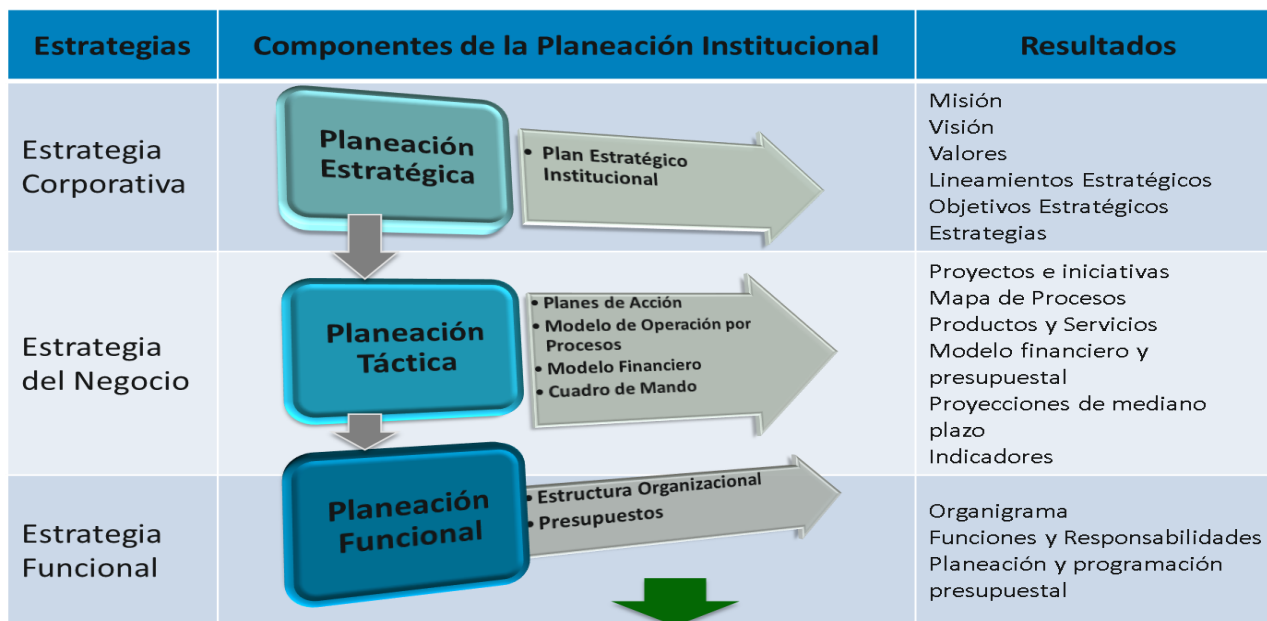 Estrategias
Componentes de la Planeación Institucional
Resultados
Estrategia
Corporativa
Planeación
Estratégica
• Plan Estratégico
Institucional
Misión
Visión
Valores
Lineamientos Estratégicos
Objetivos Estratégicos
Estrategias
Estrategia
del Negocio
Planeación
Táctica
• Planes de Acción
• Modelo de Operación por
Procesos
• Modelo Financiero
• Cuadro de Mando
Proyectos e iniciativas
Mapa de Procesos
Productos y Servicios
Modelo financiero y
presupuestal
Proyecciones de mediano
plazo
Indicadores
Estrategia
Funcional
Planeación
Funcional
• Estructura Organizacional
• Presupuestos
Organigrama
Funciones y Responsabilidades
Planeación y programación
presupuestal